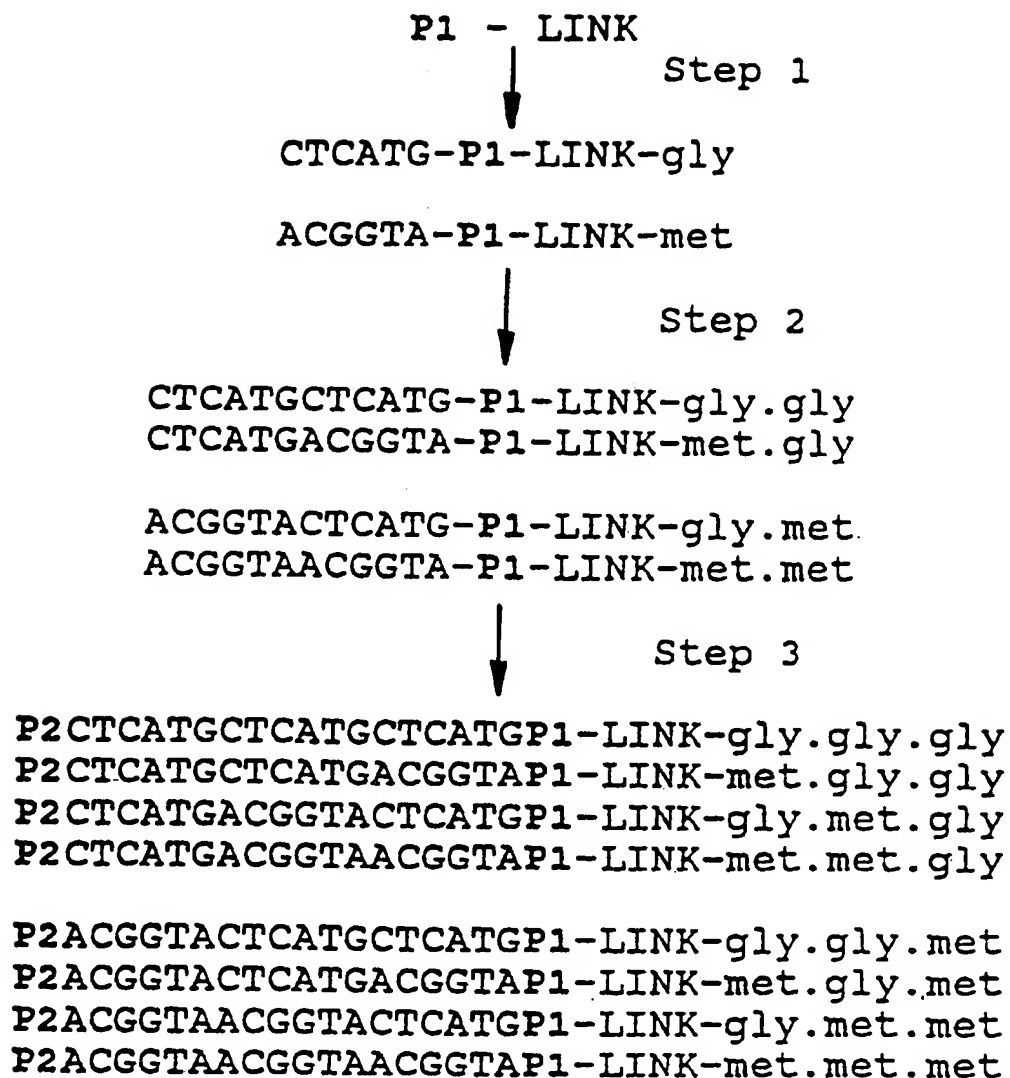 P1 - LINK
Step 1
CTCATG-P1-LINK-gly
ACGGTA-P1-LINK-met
Step 2
CTCATGCTCATG-P1-LINK-gly.gly
CTCATGACGGTA-P1-LINK-met.gly
ACGGTACTCATG-P1-LINK-gly.met
ACGGTAACGGTA-P1-LINK-met.met
Step 3
P2CTCATGCTCATGCTCATGP1-LINK-gly.gly.gly
P2CTCATGCTCATGACGGTAP1-LINK-met.gly.gly
P2CTCATGACGGTACTCATGP1-LINK-gly.met.gly
P2CTCATGACGGTAACGGTAP1-LINK-met.met.gly
P2ACGGTACTCATGCTCATGP1-LINK-gly.gly.met
P2ACGGTACTCATGACGGTAP1-LINK-met.gly.met
P2ACGGTAACGGTACTCATGP1-LINK-gly.met.met
P2ACGGTAACGGTAACGGTAP1-LINK-met.met.met